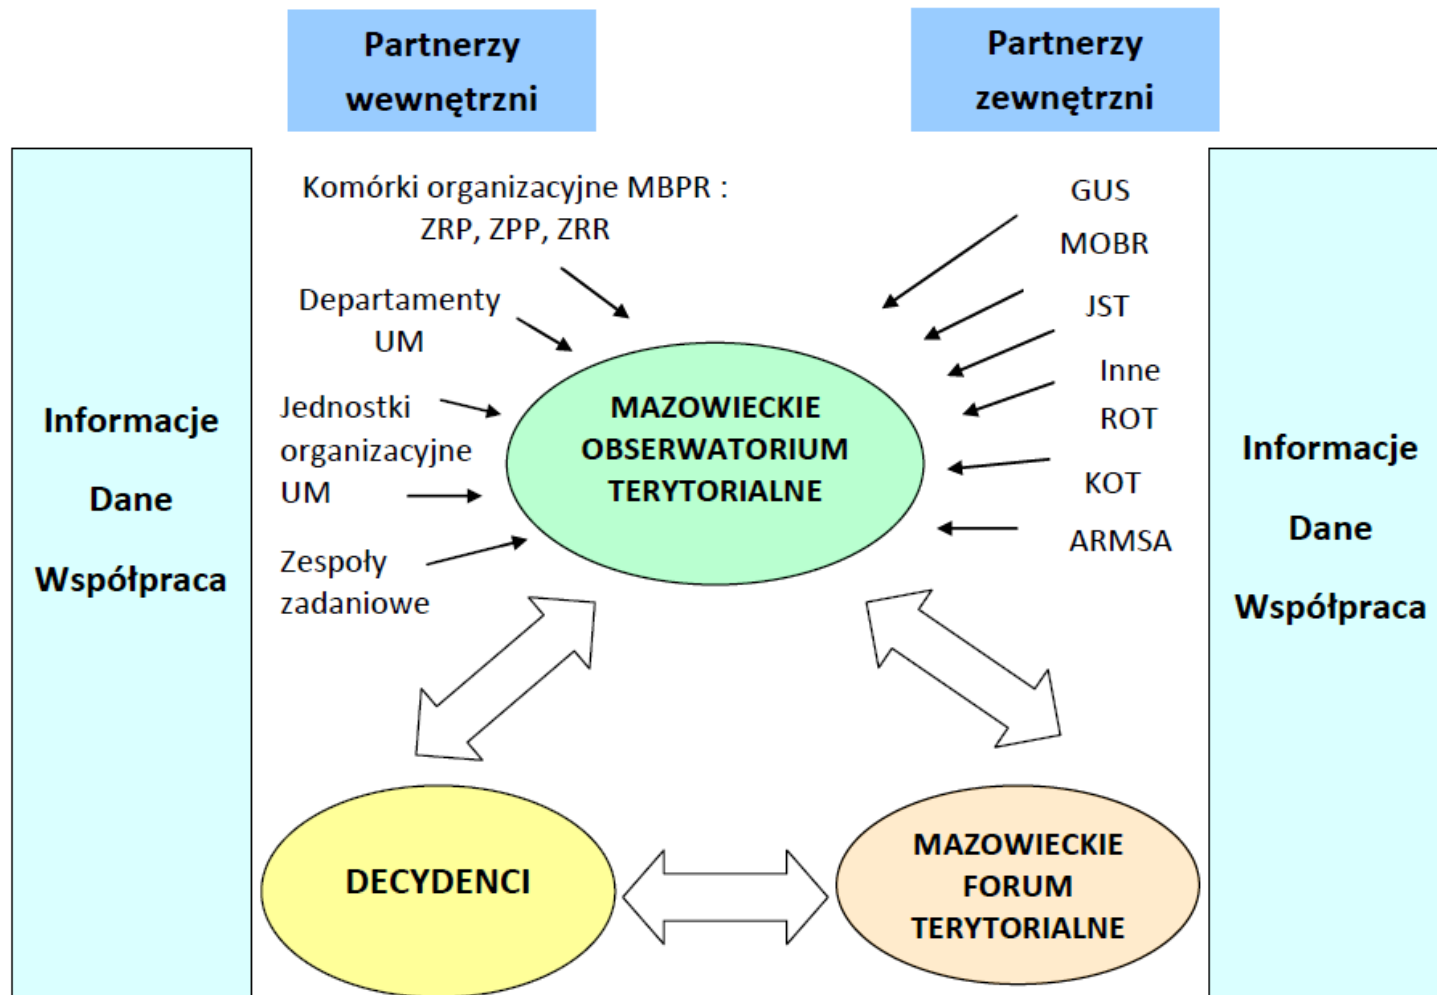 Partnerzy
wewnętrzni
Partnerzy
zewnętrzni
Informacje
Dane
Współpraca
Komórki organizacyjne MBPR :
ZRP, ZPP, ZRR
Departamenty
UM
Jednostki
organizacyjne
UM
Zespoły
zadaniowe
MAZOWIECKIE
OBSERWATORIUM
TERYTORIALNE
GUS
MOBR
JST
Inne
ROT
KOT
ARMSA
Informacje
Dane
Współpraca
DECYDENCI
MAZOWIECKIE
FORUM
TERYTORIALNE